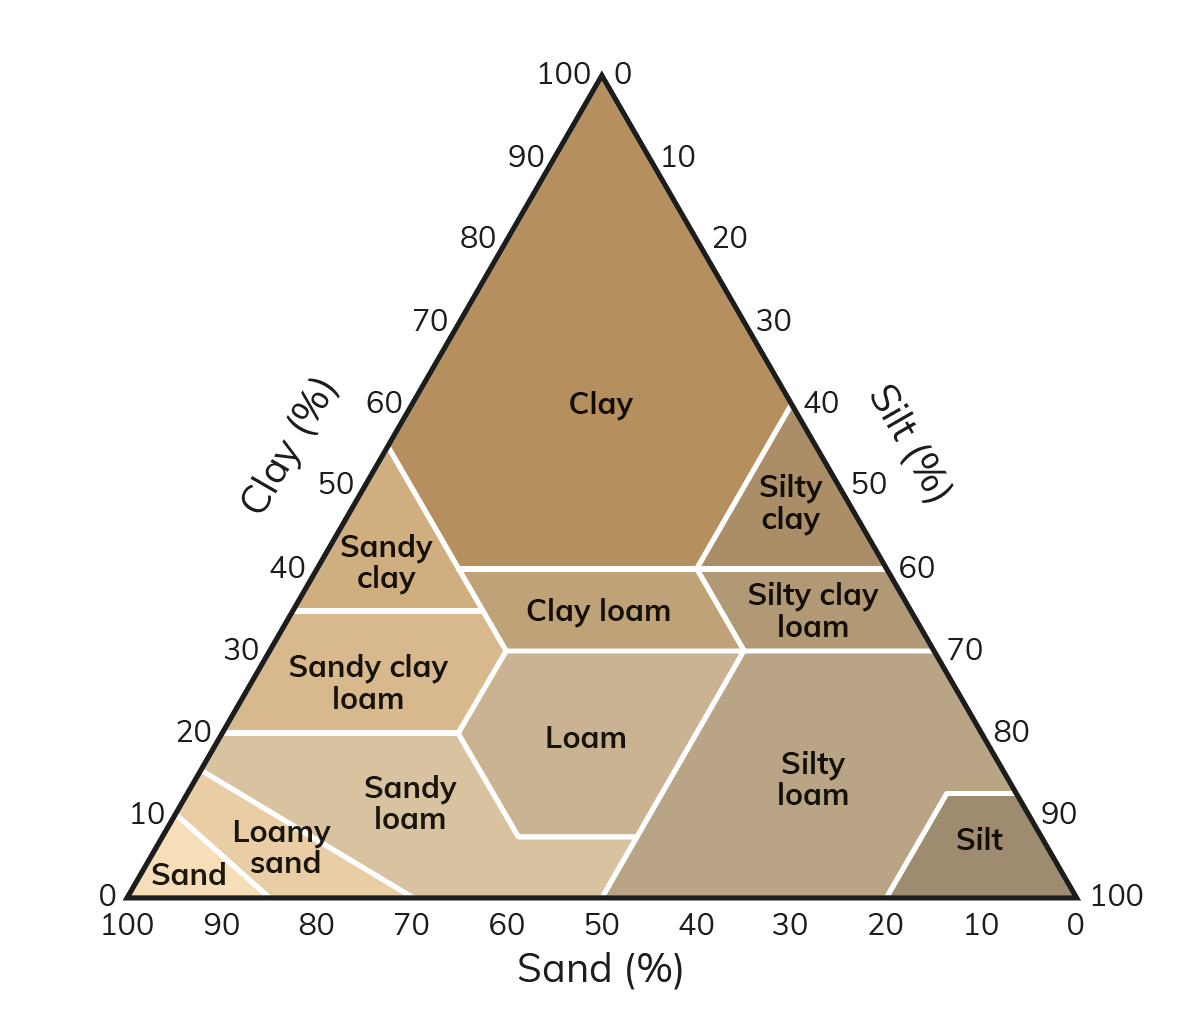 100 0
90 10
80 20
70 30
60 40
Clay
Clay (%)
Silt (%)
50 50
Silty
clay
Sandy
clay
40 60
Clay loam
Silty clay
loam
30 70
Sandy clay
loam
20 80
Loam
Silty
loam
Sandy
loam
10 90
Loamy
sand
Silt
Sand
0 100
100 90 80 70 60 50 40 30 20 10 0
Sand (%)